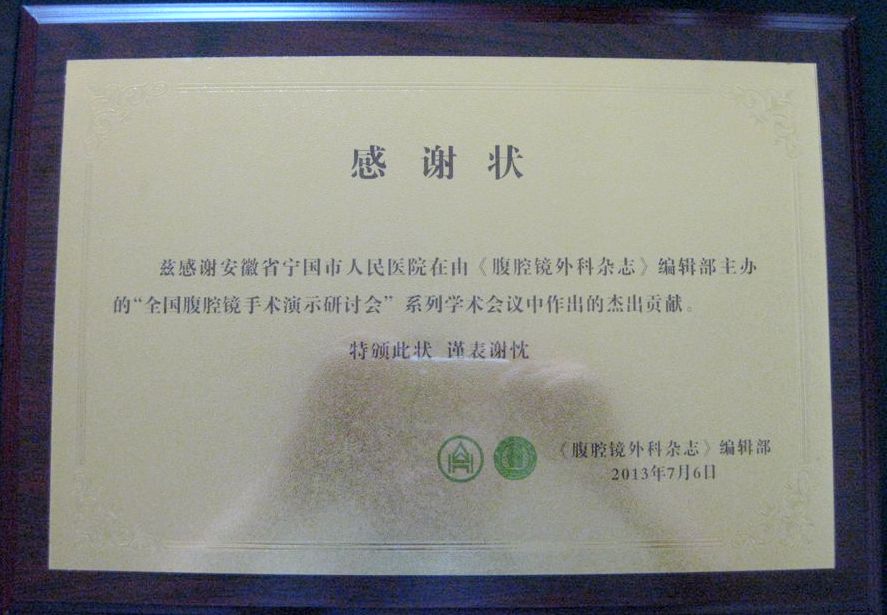 感谢状
兹感谢安徽省宁国市人民医院在由《腹腔镜外科杂志》编辑部主办
的“全国腹腔镜手术演示研讨会”系列学术会议中作出的杰出贡献。
特颁此状 谨表谢忱
《腹腔镜外科杂志》编辑部
2013年7月6日